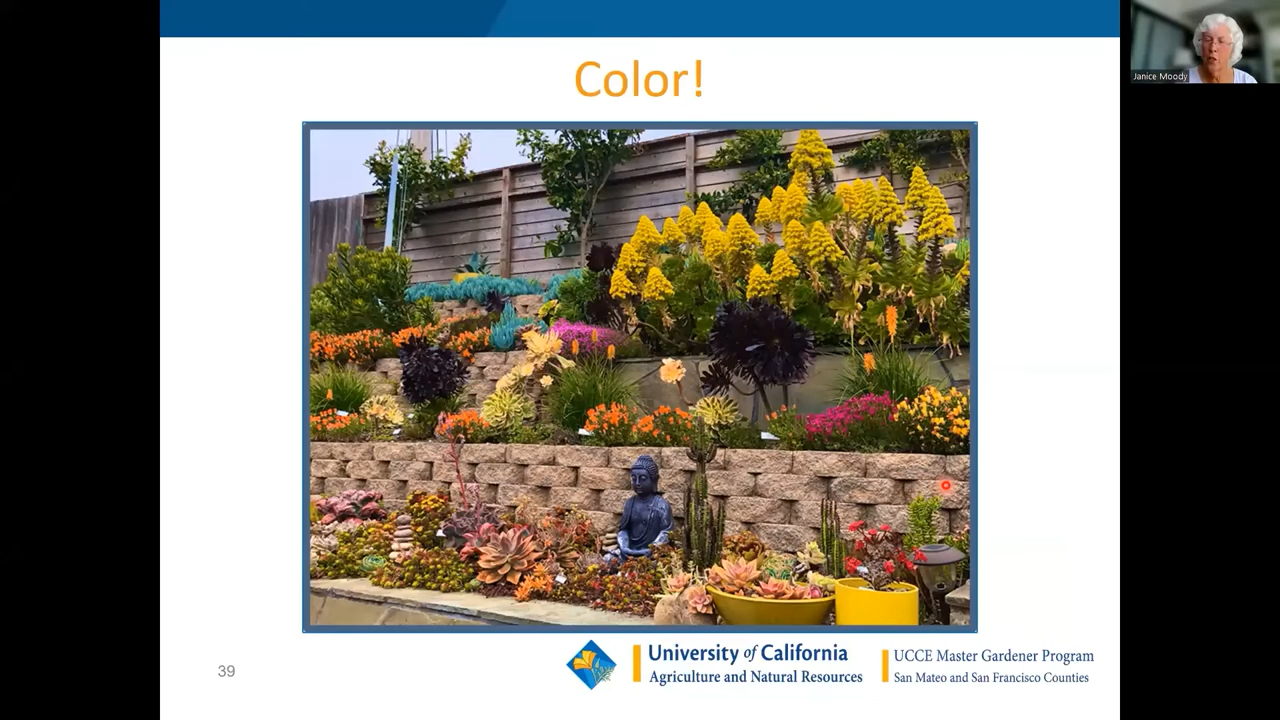 Janice Moody
Color!
39
University of California
Agriculture and Natural Resources
UCCE Master Gardener Program
San Mateo and San Francisco Counties